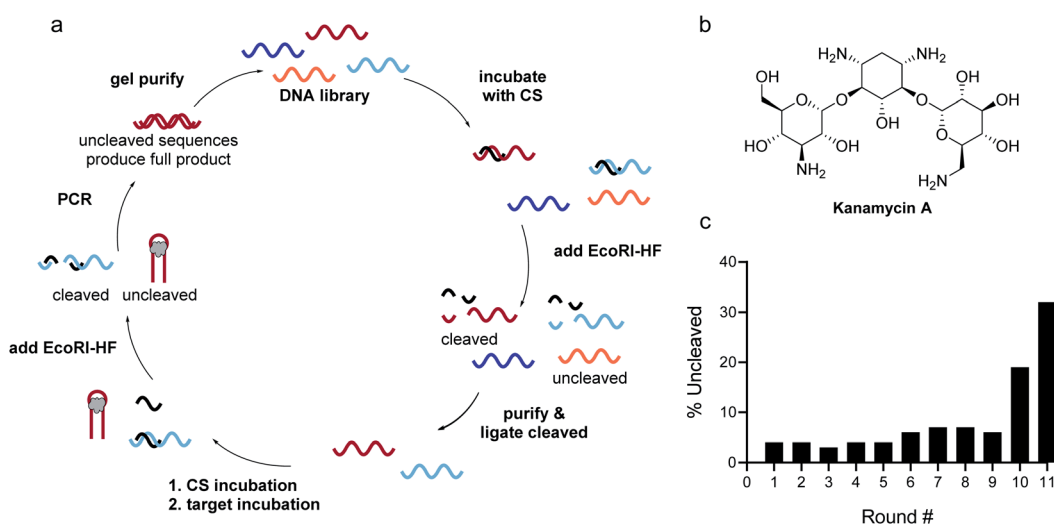 a
gel purify
DNA library
incubate
with CS
uncleaved sequences
produce full product
PCR
add EcoRI-HF
cleaved
uncleaved
cleaved
uncleaved
add EcoRI-HF
purify &
ligate cleaved
1. CS incubation
2. target incubation
b
H₂N
NH₂
OH
OH
O
O
OH
O
OH
O
HO
OH
NH₂
O
OH
H₂N
Kanamycin A
c
% Uncleaved
40
30
20
10
0
0 1 2 3 4 5 6 7 8 9 10 11
Round #